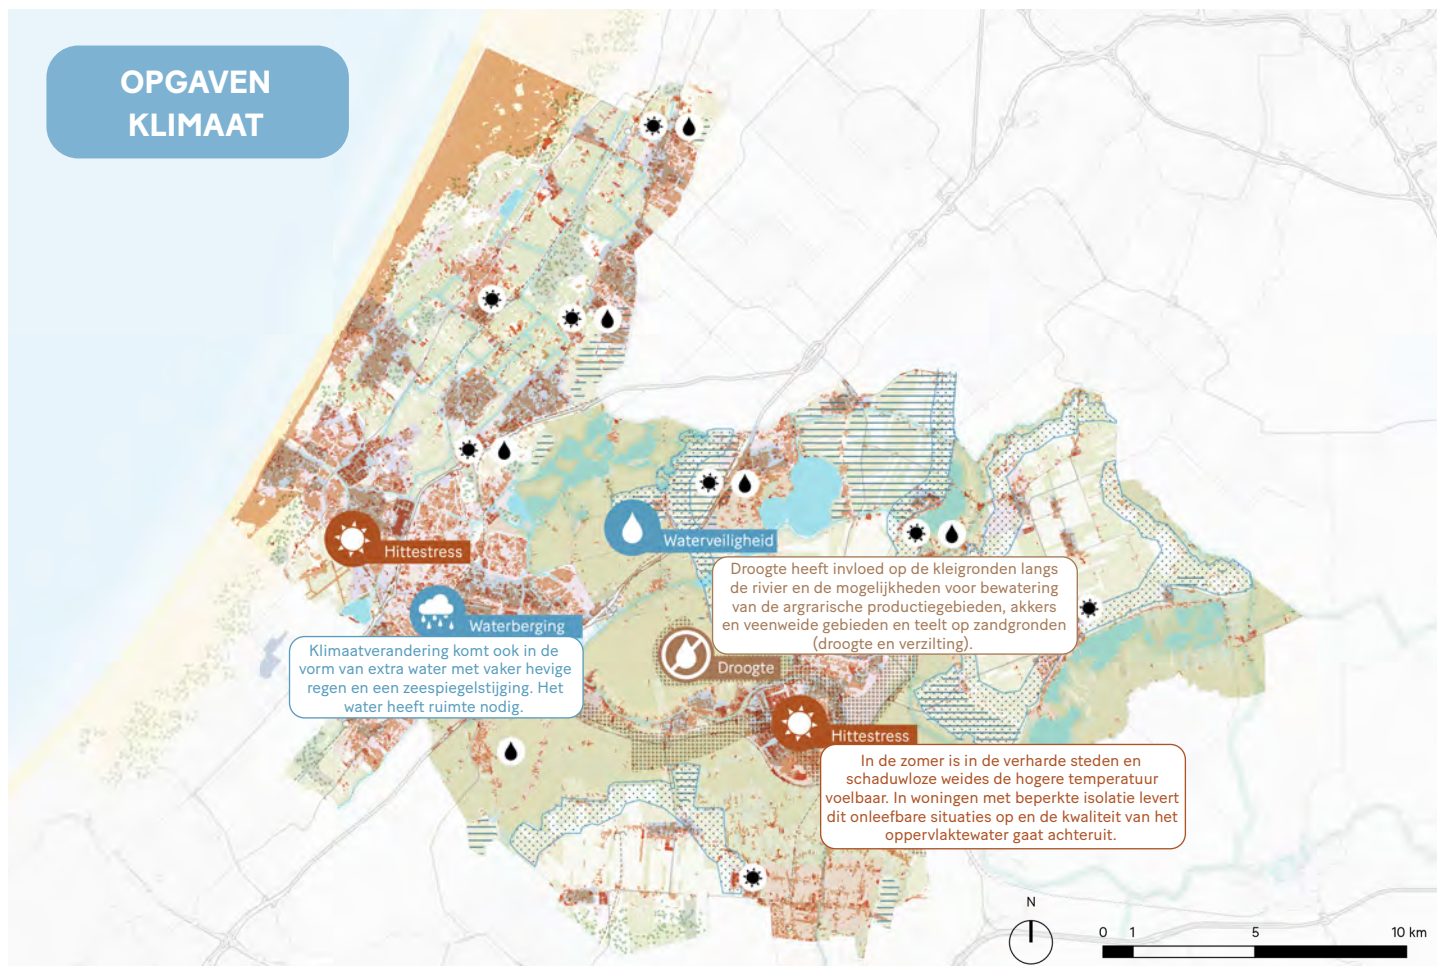 OPGAVEN
KLIMAAT
Hittestress
Waterveiligheid
Droogte heeft invloed op de kleigronden langs
de rivier en de mogelijkheden voor bewatering
van de argrarische productiegebieden, akkers
en veenweide gebieden en teelt op zandgronden
(droogte en verzilting).
Waterberging
Klimaatverandering komt ook in de
vorm van extra water met vaker hevige
regen en een zeespiegelstijging. Het
water heeft ruimte nodig.
Droogte
Hittestress
In de zomer is in de verharde steden en
schaduwloze weides de hogere temperatuur
voelbaar. In woningen met beperkte isolatie levert
dit onleefbare situaties op en de kwaliteit van het
oppervlaktewater gaat achteruit.
N
0 1 5 10 km